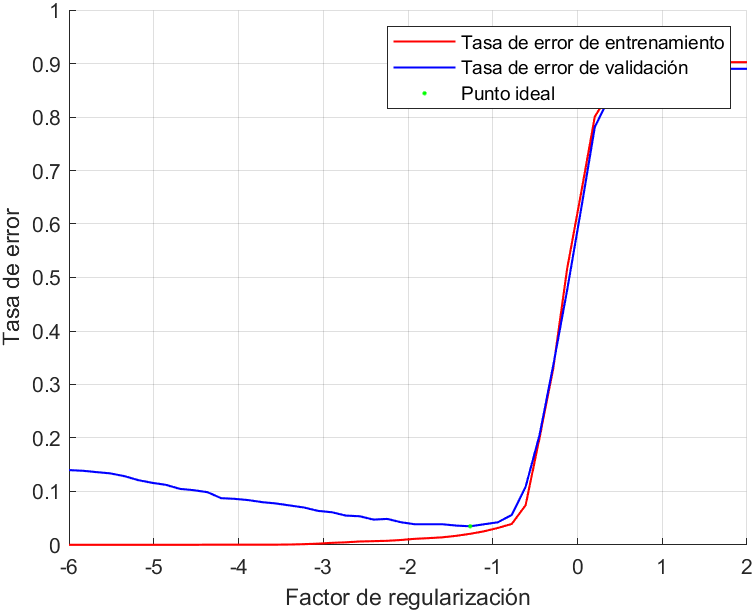 1
0.9
0.8
0.7
0.6
0.5
0.4
0.3
0.2
0.1
0
Tasa de error
Tasa de error de entrenamiento
Tasa de error de validación
Punto ideal
-6 -5 -4 -3 -2 -1 0 1 2
Factor de regularización